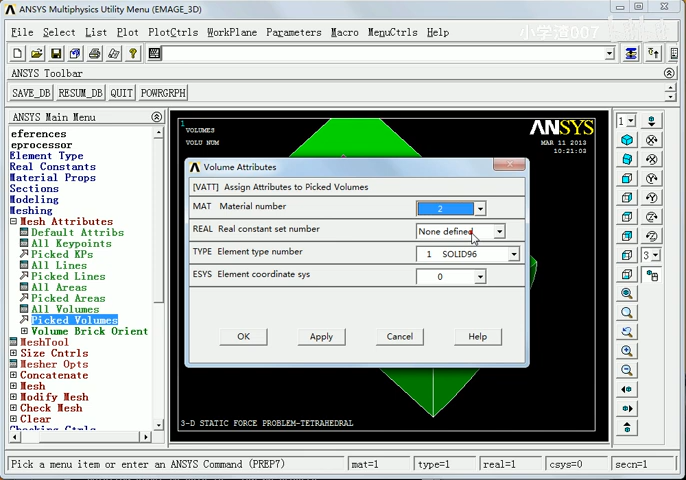 ANSYS Multiphysics Utility Menu (EMAGE_3D)
File Select List Plot PlotCtrls WorkPlane Parameters Macro MenuCtrls Help
小学渣007
ANSYS Toolbar
SAVE_DB RESUM_DB QUIT POWRGRPH
ANSYS Main Menu
eferences
eprocessor
Element Type
Real Constants
Material Props
Sections
Modeling
Meshing
Mesh Attributes
Default Attribs
All Keypoints
Picked KPs
All Lines
Picked Lines
All Areas
Picked Areas
All Volumes
Picked Volumes
Volume Brick Orient
MeshTool
Size Cntrls
Mesher Opts
Concatenate
Mesh
Modify Mesh
Check Mesh
Clear
1
VOLUMES
VOLU NUM
ANSYS
MAR 11 2013
10:21:03
Volume Attributes
[VATT] Assign Attributes to Picked Volumes
MAT Material number 2
REAL Real constant set number None defined
TYPE Element type number 1 SOLID96
ESYS Element coordinate sys 0
OK Apply Cancel Help
3-D STATIC FORCE PROBLEM-TETRAHEDRAL
1
3
Pick a menu item or enter an ANSYS Command (PREP7) mat=1 type=1 real=1 csys=0 secn=1